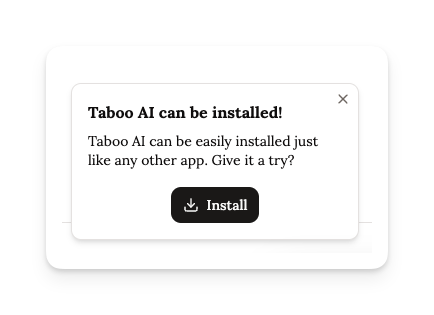 Taboo AI can be installed!
Taboo AI can be easily installed just
like any other app. Give it a try?
Install